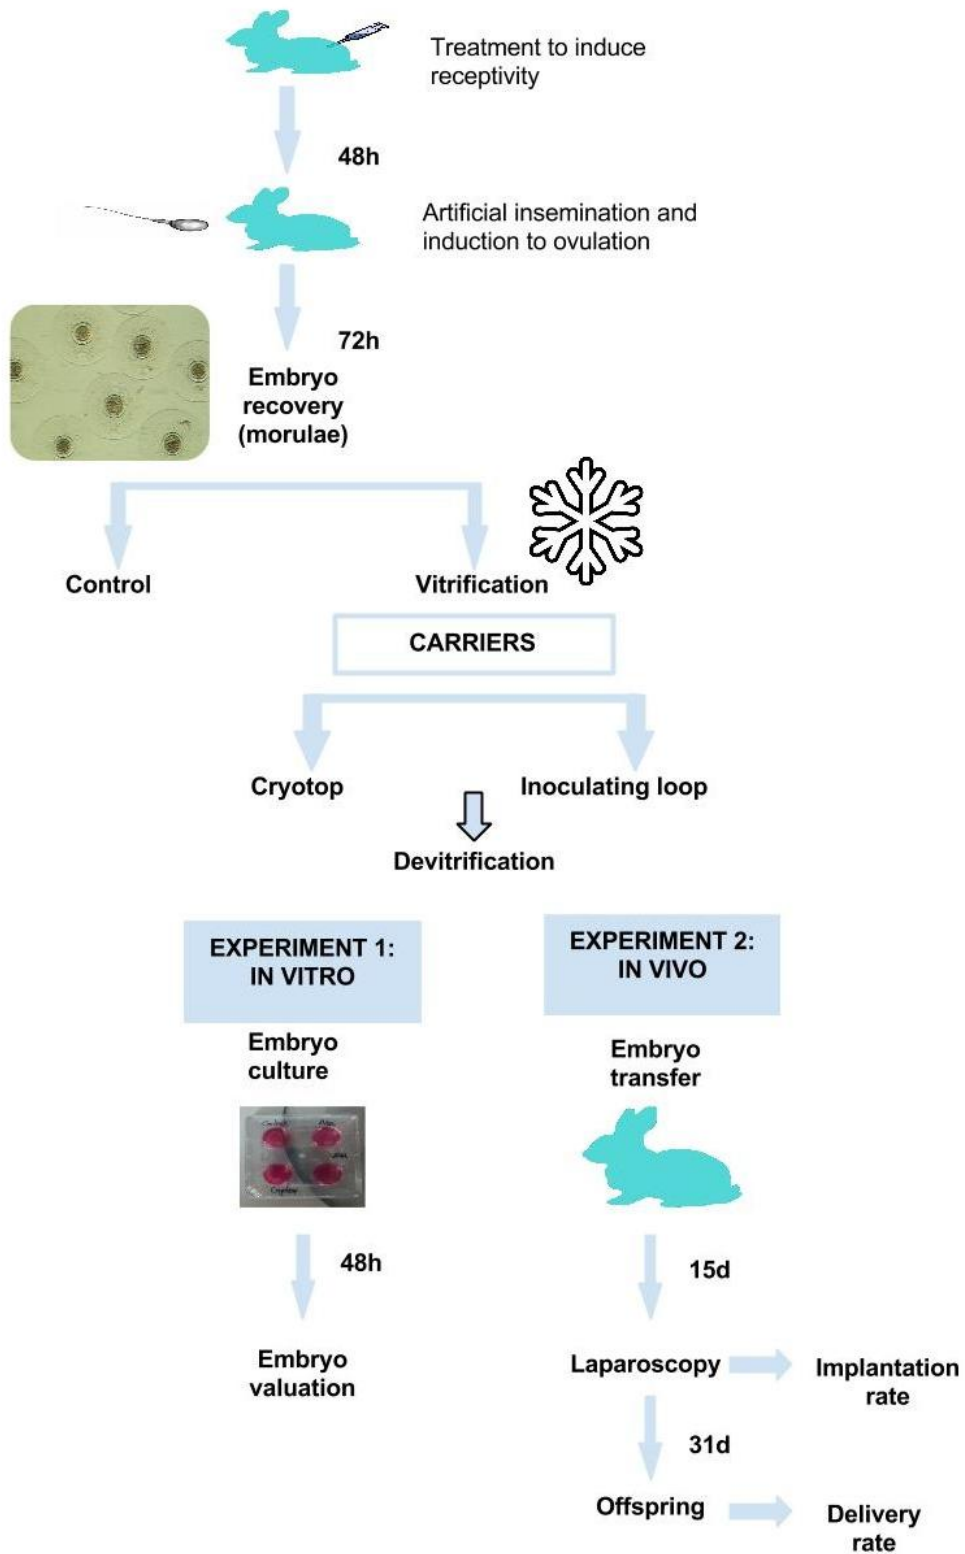 Treatment to induce
receptivity
48h
Artificial insemination and
induction to ovulation
72h
Embryo
recovery
(morulae)
Control
Vitrification
CARRIERS
Cryotop
Inoculating loop
Devitrification
EXPERIMENT 1:
IN VITRO
Embryo
culture
48h
Embryo
valuation
EXPERIMENT 2:
IN VIVO
Embryo
transfer
15d
Laparoscopy
Implantation
rate
31d
Offspring
Delivery
rate